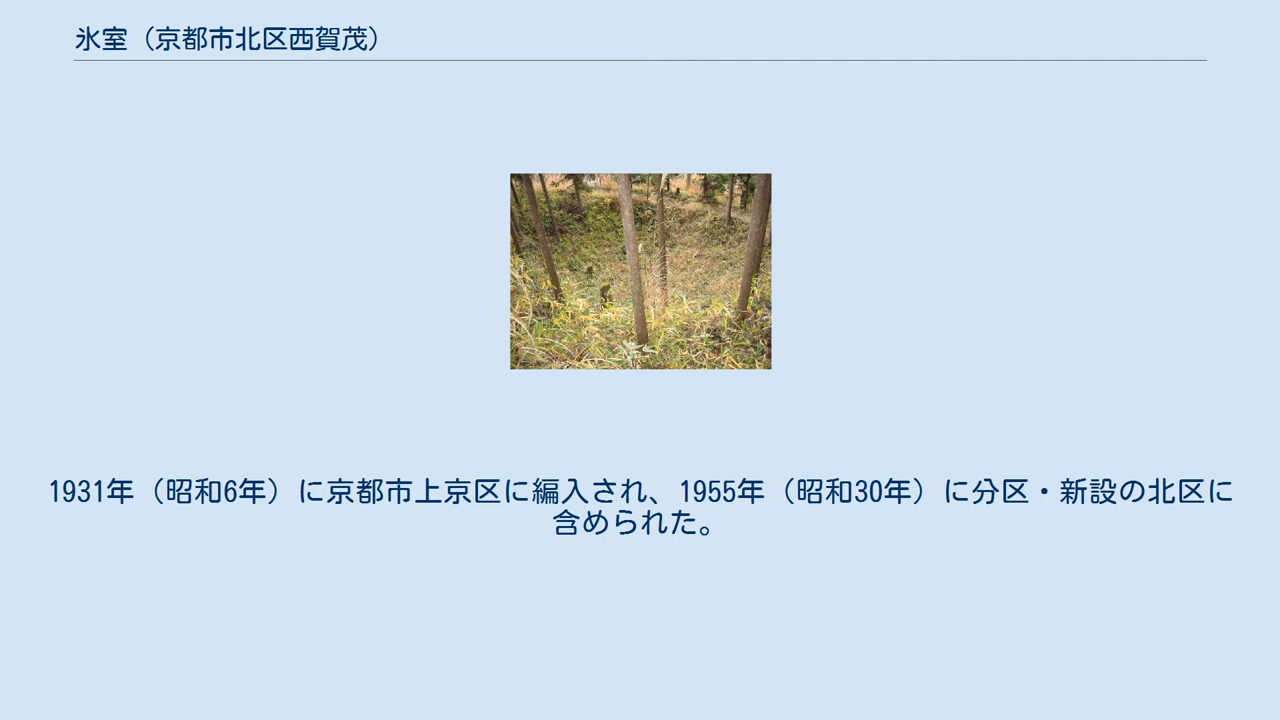 氷室（京都市北区西賀茂）
1931年（昭和6年）に京都市上京区に編入され、1955年（昭和30年）に分区・新設の北区に
含められた。